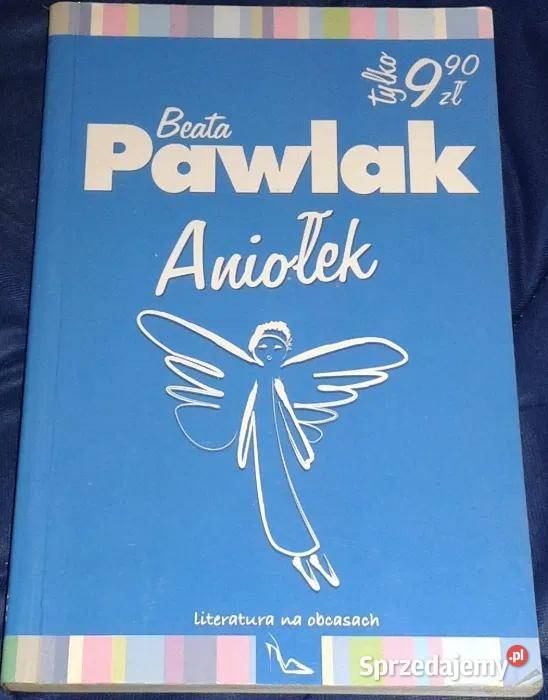 tylko 9 90 zł
Beata
Pawlak
Aniołek
literatura na obcasach
Sprzedajemy.pl